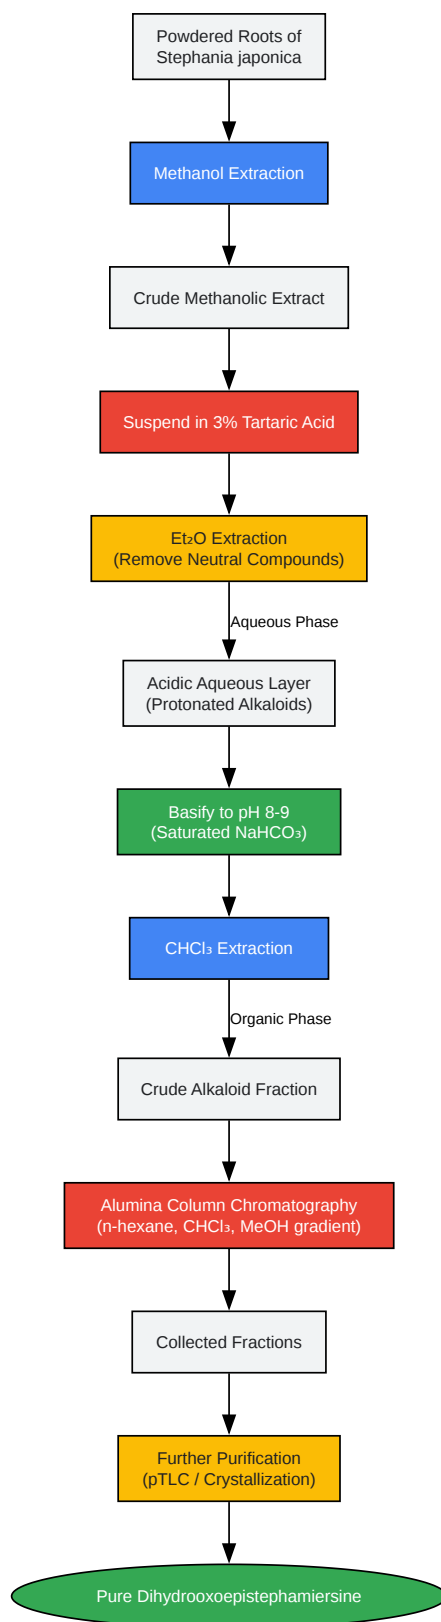 Powdered Roots of
Stephania japonica
Methanol Extraction
Crude Methanolic Extract
Suspend in 3% Tartaric Acid
Et₂O Extraction
(Remove Neutral Compounds)
Aqueous Phase
Acidic Aqueous Layer
(Protonated Alkaloids)
Basify to pH 8-9
(Saturated NaHCO₃)
CHCl₃ Extraction
Organic Phase
Crude Alkaloid Fraction
Alumina Column Chromatography
(n-hexane, CHCl₃, MeOH gradient)
Collected Fractions
Further Purification
(pTLC / Crystallization)
Pure Dihydrooxoepistephamiersine